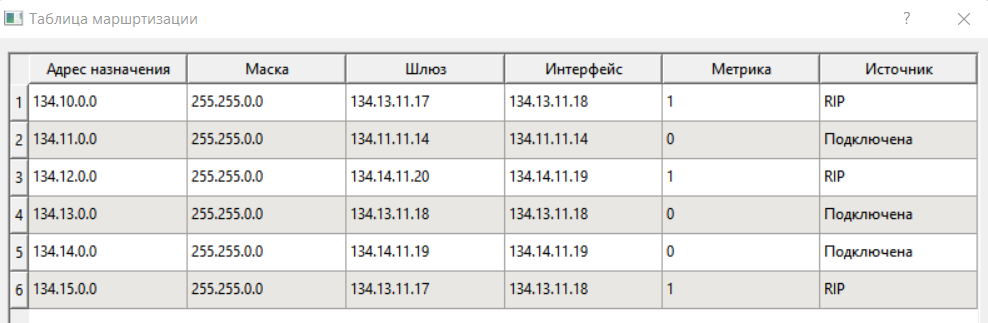 Таблица маршртизации
?
Адрес назначения Маска Шлюз Интерфейс Метрика Источник
1 134.10.0.0 255.255.0.0 134.13.11.17 134.13.11.18 1 RIP
2 134.11.0.0 255.255.0.0 134.11.11.14 134.11.11.14 0 Подключена
3 134.12.0.0 255.255.0.0 134.14.11.20 134.14.11.19 1 RIP
4 134.13.0.0 255.255.0.0 134.13.11.18 134.13.11.18 0 Подключена
5 134.14.0.0 255.255.0.0 134.14.11.19 134.14.11.19 0 Подключена
6 134.15.0.0 255.255.0.0 134.13.11.17 134.13.11.18 1 RIP